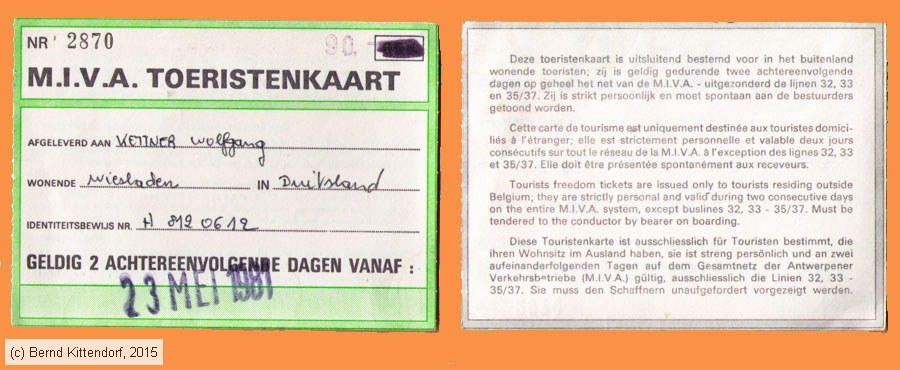 NR 2870
90.-
M.I.V.A. TOERISTENKAART
AFGELEVERD AAN KETTNER Wolfgang
WONENDE Wiesbaden IN Duitsland
IDENTITEITSBEWIJS NR. H 812 0612
GELDIG 2 ACHTEREENVOLGENDE DAGEN VANAF :
23 MEI 1981
(c) Bernd Kittendorf, 2015
Deze toeristenkaart is uitsluitend bestemd voor in het buitenland
wonende toeristen; zij is geldig gedurende twee achtereenvolgende
dagen op geheel het net van de M.I.V.A. - uitgezonderd de lijnen 32, 33
en 35/37. Zij is strikt persoonlijk en moet spontaan aan de bestuurders
getoond worden.
Cette carte de tourisme est uniquement destinée aux touristes domici-
liés à l'étranger; elle est strictement personnelle et valable deux jours
consécutifs sur tout le réseau de la M.I.V.A. à l'exception des lignes 32, 33
et 35/37. Elle doit être présentée spontanément aux receveurs.
Tourists freedom tickets are issued only to tourists residing outside
Belgium; they are strictly personal and valid during two consecutive days
on the entire M.I.V.A. system, except buslines 32, 33 - 35/37. Must be
tendered to the conductor by bearer on boarding.
Diese Touristenkarte ist ausschliesslich für Touristen bestimmt, die
ihren Wohnsitz im Ausland haben, sie ist streng persönlich und an zwei
aufeinanderfolgenden Tagen auf dem Gesamtnetz der Antwerpener
Verkehrsbetriebe (M.I.V.A.) gültig, ausschliesslich die Linien 32, 33 -
35/37. Sie muss den Schaffnern unaufgefordert vorgezeigt werden.